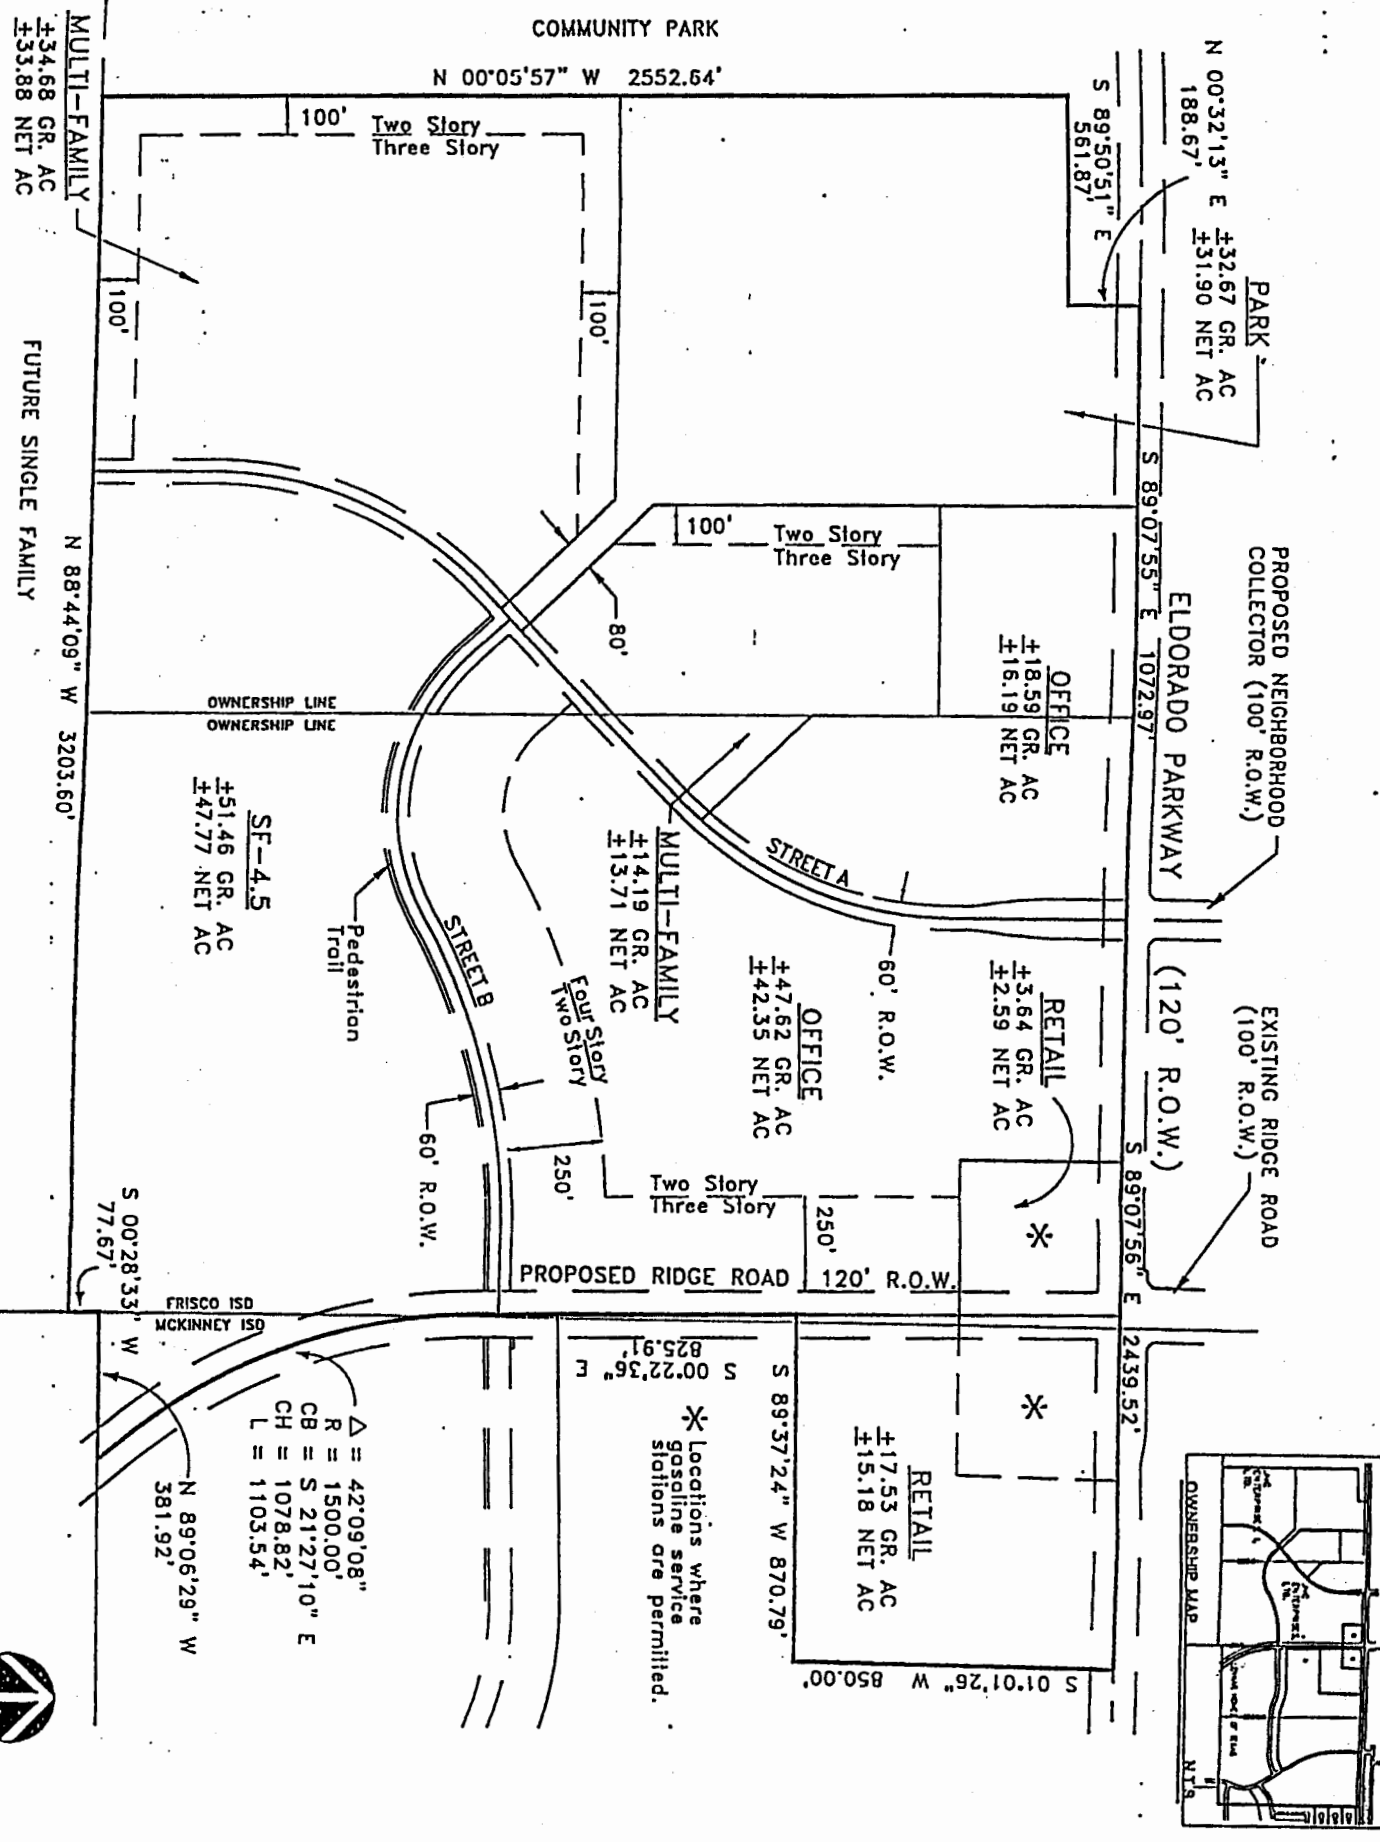 COMMUNITY PARK
N 00°05'57" W 2552.64'
MULTI-FAMILY
±34.68 GR. AC
±33.88 NET AC
100'
Two Story
Three Story
100'
100'
N 00°32'13" E
188.67'
S 89°50'51" E
561.87'
PARK
±32.67 GR. AC
±31.90 NET AC
S 89°07'55" E 1072.97'
ELDORADO PARKWAY (120' R.O.W.)
PROPOSED NEIGHBORHOOD
COLLECTOR (100' R.O.W.)
EXISTING RIDGE ROAD
(100' R.O.W.)
FUTURE SINGLE FAMILY
N 88°44'09" W 3203.60'
100'
Two Story
Three Story
80'
OFFICE
±18.59 GR. AC
±16.19 NET AC
OWNERSHIP LINE
OWNERSHIP LINE
SF-4.5
±51.46 GR. AC
±47.77 NET AC
MULTI-FAMILY
±14.19 GR. AC
±13.71 NET AC
STREET A
STREET B
Pedestrian
Trail
Four Story
Two Story
OFFICE
±47.62 GR. AC
±42.35 NET AC
60' R.O.W.
RETAIL
±3.64 GR. AC
±2.59 NET AC
S 89°07'56" E 2439.52'
60' R.O.W.
250'
Two Story
Three Story
250'
PROPOSED RIDGE ROAD 120' R.O.W.
FRISCO ISD
MCKINNEY ISD
S 00°28'33" W
77.67'
S 00°22'36" E
825.91'
S 89°37'24" W 870.79'
RETAIL
±17.53 GR. AC
±15.18 NET AC
S 01°01'26" W 850.00'
Locations where
gasoline service
stations are permitted.
Δ = 42°09'08"
R = 1500.00'
CB = S 21°27'10" E
CH = 1078.82'
L = 1103.54'
N 89°06'29" W
381.92'
OWNERSHIP MAP
N.T.S